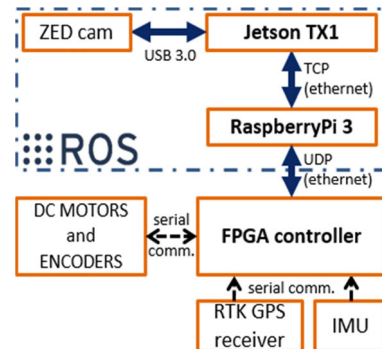 ZED cam
Jetson TX1
USB 3.0
TCP
(ethernet)
RaspberryPi 3
ROS
UDP
(ethernet)
DC MOTORS
and
ENCODERS
serial
comm.
FPGA controller
serial comm.
RTK GPS
receiver
IMU